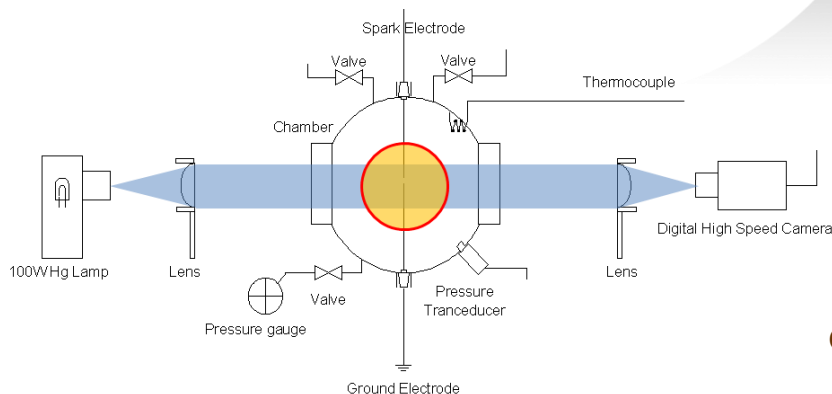 Spark Electrode
Valve
Valve
Thermocouple
Chamber
Digital High Speed Camera
100W Hg Lamp
Lens
Lens
Valve
Pressure
Tranceducer
Pressure gauge
Ground Electrode